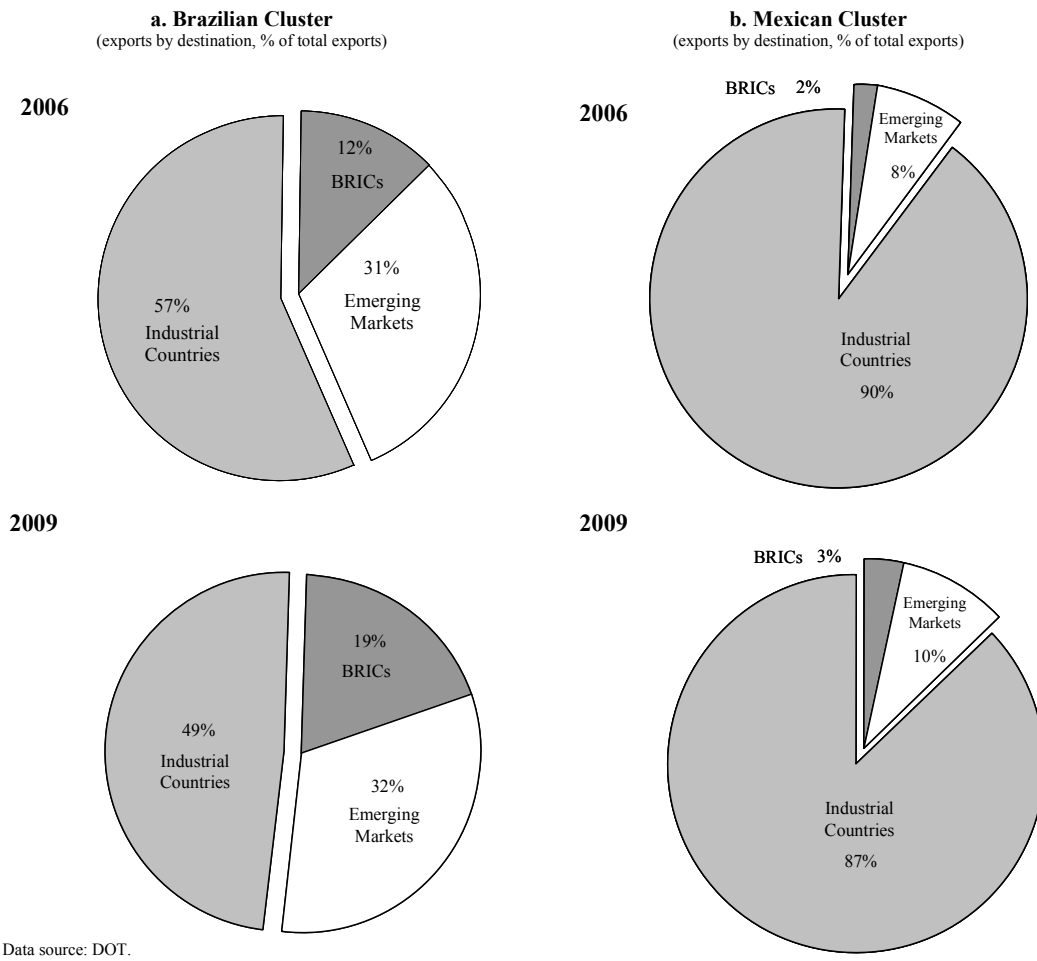 a. Brazilian Cluster
(exports by destination, % of total exports)
2006
12%
BRICs
31%
Emerging
Markets
57%
Industrial
Countries
2009
19%
BRICs
49%
Industrial
Countries
32%
Emerging
Markets
Data source: DOT.
b. Mexican Cluster
(exports by destination, % of total exports)
2006
BRICs 2%
Emerging
Markets
8%
Industrial
Countries
90%
2009
BRICs 3%
Emerging
Markets
10%
Industrial
Countries
87%